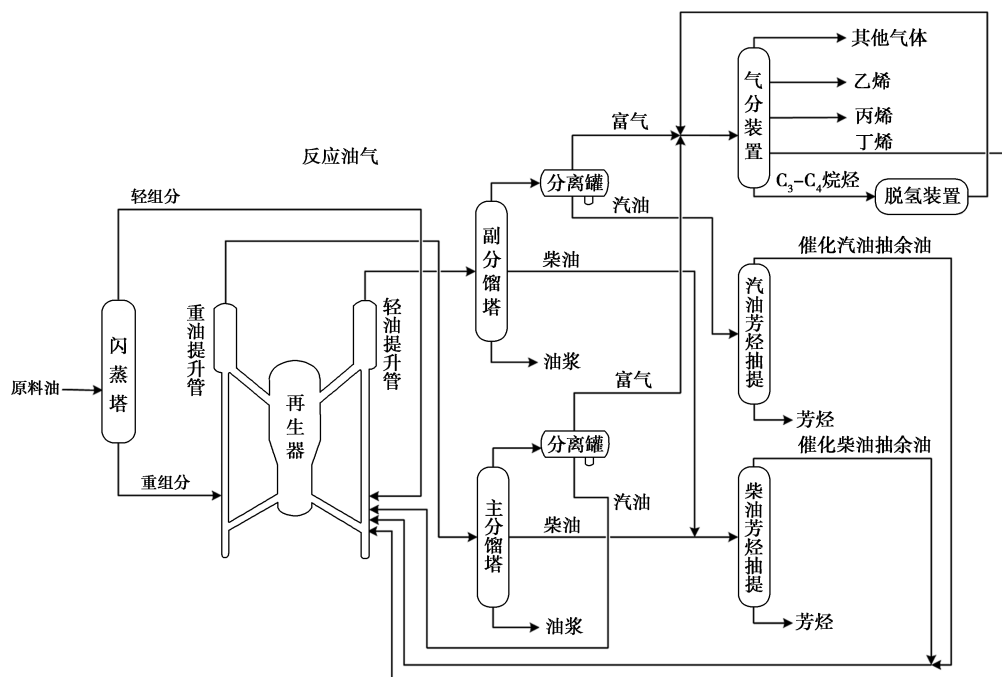 其他气体
乙烯
丙烯
丁烯
气分装置
C₃-C₄烷烃
脱氢装置
富气
反应油气
分离罐
汽油
轻组分
副分馏塔
柴油
油浆
催化汽油抽余油
汽油芳烃抽提
芳烃
闪蒸塔
原料油
重油提升管
轻油提升管
再生器
重组分
富气
分离罐
汽油
主分馏塔
柴油
油浆
催化柴油抽余油
柴油芳烃抽提
芳烃